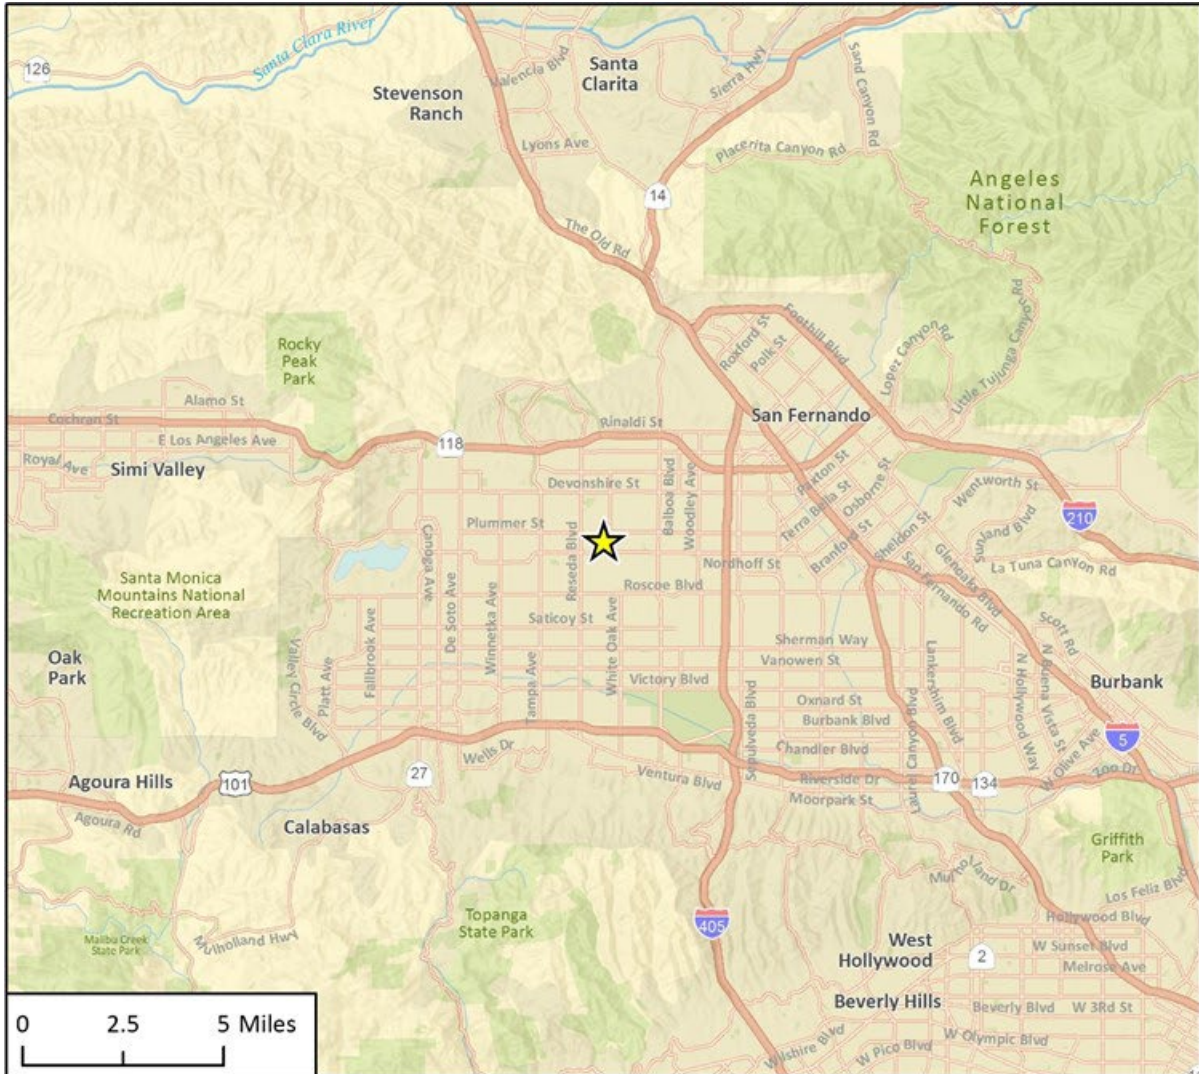 Santa Clara River
126
Valencia Blvd
Santa
Clarita
Sierra Hwy
Sand Canyon Rd
Stevenson
Ranch
Lyons Ave
Placerita Canyon Rd
Angeles
National
Forest
14
The Old Rd
Rocky
Peak
Park
Roxford St
Polk St
Foothill Blvd
Lopez Canyon Rd
Little Tujunga Canyon Rd
Alamo St
Cochran St
E Los Angeles Ave
118
Rinaldi St
San Fernando
Royal Ave
Simi Valley
Devonshire St
Balboa Blvd
Woodley Ave
Paxton St
Terra Bella St
Osborne St
Wentworth St
210
Plummer St
Reseda Blvd
Canoga Ave
Nordhoff St
Branford St
Sheldon St
Sunland Blvd
La Tuna Canyon Rd
San Fernando Rd
Glenoaks Blvd
Santa Monica
Mountains National
Recreation Area
De Soto Ave
Winnetka Ave
Roscoe Blvd
Saticoy St
White Oak Ave
Scott Rd
Oak
Park
Valley Circle Blvd
Platt Ave
Fallbrook Ave
Tampa Ave
Victory Blvd
Sherman Way
Vanowen St
Lankershim Blvd
N Hollywood Way
N Buena Vista St
Burbank
Oxnard St
Burbank Blvd
Sepulveda Blvd
Chandler Blvd
Laurel Canyon Blvd
W Olive Ave
5
Agoura Hills
101
27
Wells Dr
Ventura Blvd
Riverside Dr
170
134
Zoo Dr
Moorpark St
Agoura Rd
Calabasas
Griffith
Park
Mulholland Dr
Los Feliz Blvd
Topanga
State Park
405
Hollywood Blvd
Malibu Creek
State Park
Mulholland Hwy
West
Hollywood
2
W Sunset Blvd
Melrose Ave
Beverly Hills
Beverly Blvd
W 3Rd St
Wilshire Blvd
W Pico Blvd
W Olympic Blvd
0 2.5 5 Miles